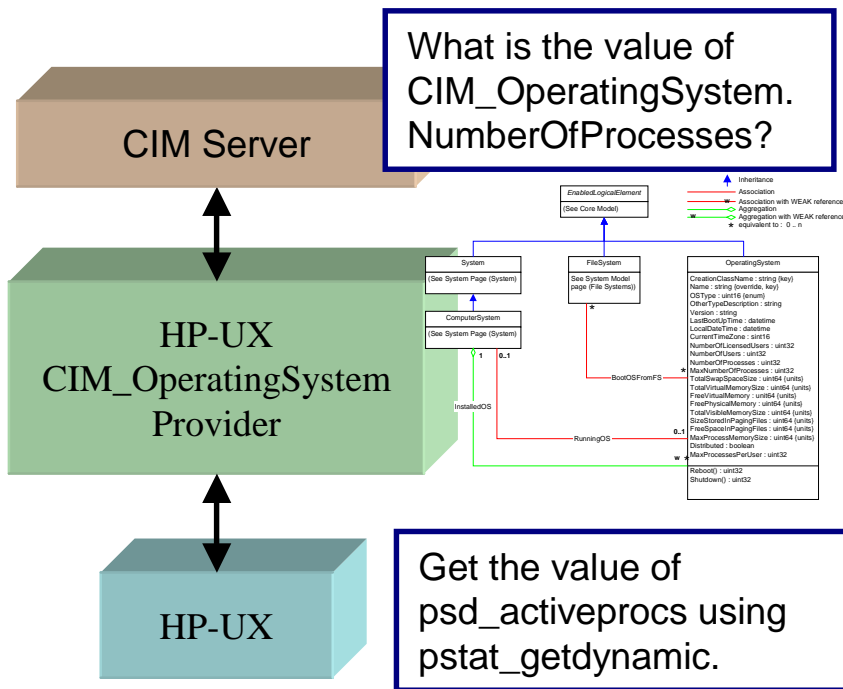 What is the value of
CIM_OperatingSystem.
NumberOfProcesses?
CIM Server
HP-UX
CIM_OperatingSystem
Provider
HP-UX
Inheritance
Association
w Association with WEAK reference
Aggregation
w Aggregation with WEAK reference
* equivalent to : 0 .. n
EnabledLogicalElement
(See Core Model)
System
(See System Page (System)
ComputerSystem
(See System Page (System)
FileSystem
See System Model
page (File Systems))
OperatingSystem
CreationClassName : string {key}
Name : string {override, key}
OSType : uint16 {enum}
OtherTypeDescription : string
Version : string
LastBootUpTime : datetime
LocalDateTime : datetime
CurrentTimeZone : sint16
NumberOfLicensedUsers : uint32
NumberOfUsers : uint32
NumberOfProcesses : uint32
MaxNumberOfProcesses : uint32
TotalSwapSpaceSize : uint64 {units}
TotalVirtualMemorySize : uint64 {units}
FreeVirtualMemory : uint64 {units}
FreePhysicalMemory : uint64 {units}
TotalVisibleMemorySize : uint64 {units}
SizeStoredInPagingFiles : uint64 {units}
FreeSpaceInPagingFiles : uint64 {units}
MaxProcessMemorySize : uint64 {units}
Distributed : boolean
MaxProcessesPerUser : uint32
Reboot() : uint32
Shutdown() : uint32
1
0..1
*
*
BootOSFromFS
InstalledOS
0..1
RunningOS
w *
Get the value of
psd_activeprocs using
pstat_getdynamic.